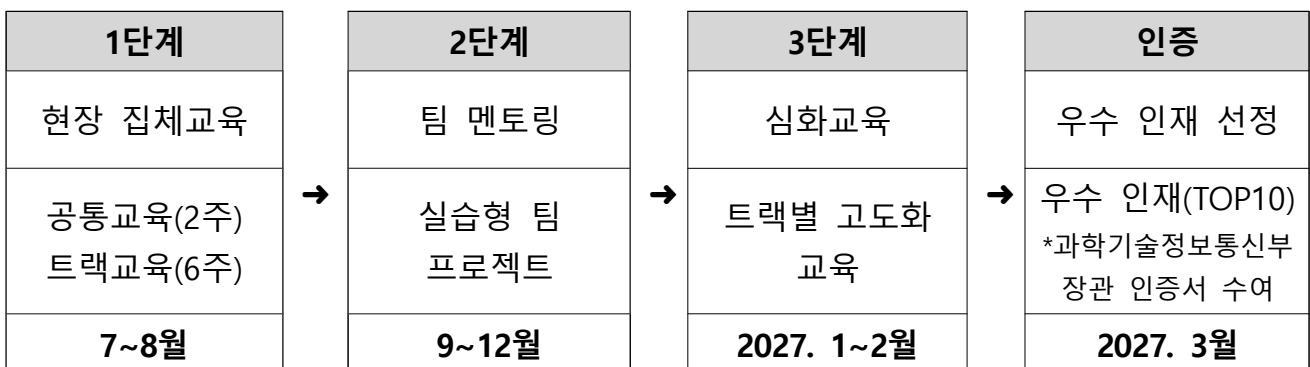 1단계
현장 집체교육
공통교육(2주)
트랙교육(6주)
7~8월
➜
2단계
팀 멘토링
실습형 팀
프로젝트
9~12월
➜
3단계
심화교육
트랙별 고도화
교육
2027. 1~2월
➜
인증
우수 인재 선정
우수 인재(TOP10)
*과학기술정보통신부
장관 인증서 수여
2027. 3월